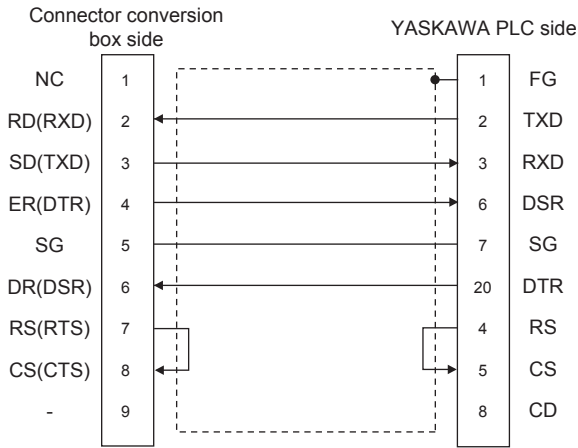 Connector conversion
box side
YASKAWA PLC side
NC 1 1 FG
RD(RXD) 2 2 TXD
SD(TXD) 3 3 RXD
ER(DTR) 4 6 DSR
SG 5 7 SG
DR(DSR) 6 20 DTR
RS(RTS) 7 4 RS
CS(CTS) 8 5 CS
- 9 8 CD